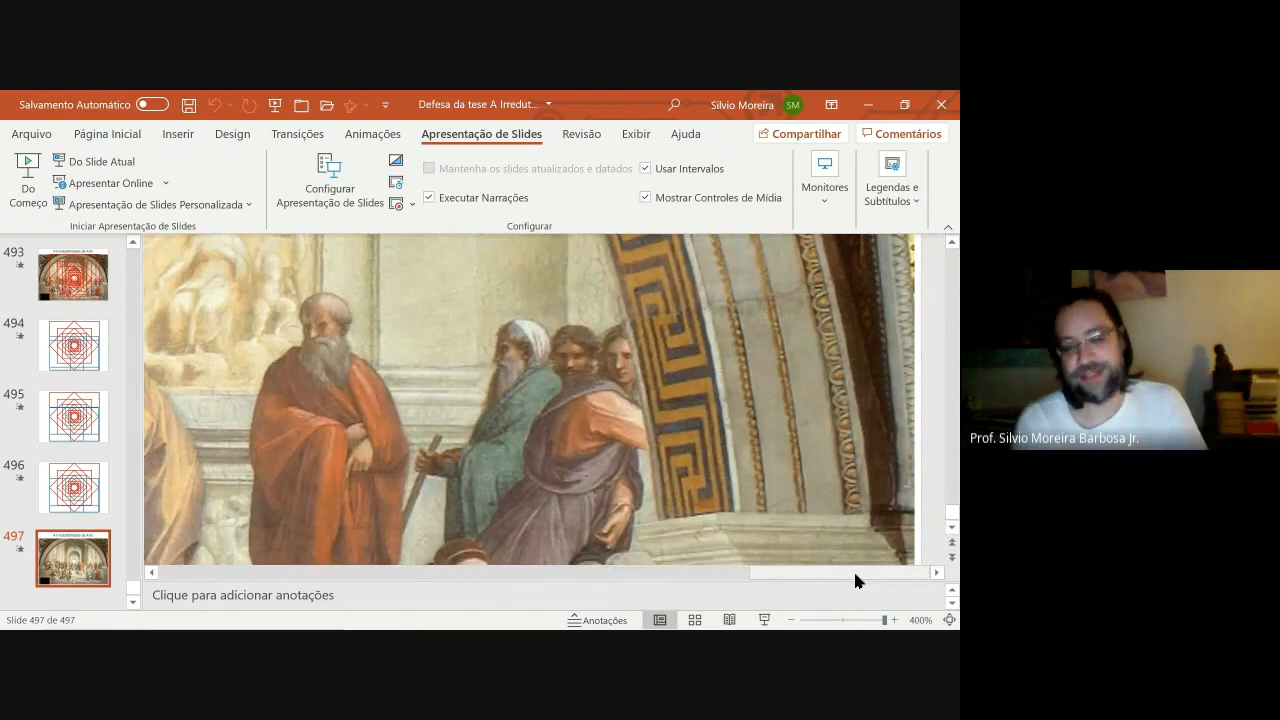 Salvamento Automático
Defesa da tese A Irredut...
Silvio Moreira
SM
Arquivo
Página Inicial
Inserir
Design
Transições
Animações
Apresentação de Slides
Revisão
Exibir
Ajuda
Compartilhar
Comentários
Do Começo
Do Slide Atual
Apresentar Online
Apresentação de Slides Personalizada
Iniciar Apresentação de Slides
Configurar
Apresentação de Slides
Mantenha os slides atualizados e datados
Executar Narrações
Usar Intervalos
Mostrar Controles de Mídia
Configurar
Monitores
Legendas e
Subtítulos
493
494
495
496
497
Clique para adicionar anotações
Slide 497 de 497
Anotações
400%
Prof. Silvio Moreira Barbosa Jr.